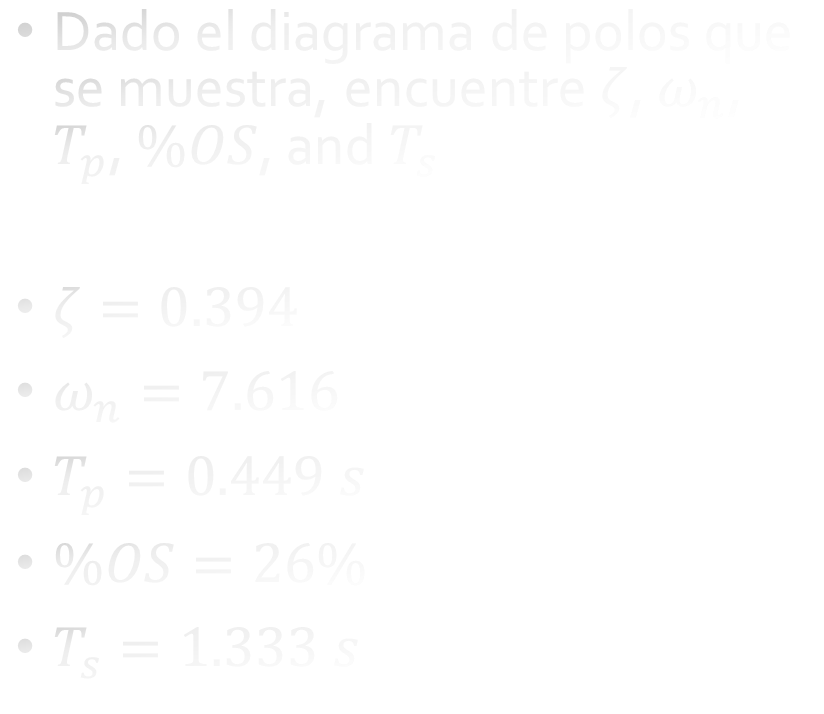 • Dado el diagrama de polos que
se muestra, encuentre ζ, ωₙ,
Tₚ, %OS, and Tₛ
• ζ = 0.394
• ωₙ = 7.616
• Tₚ = 0.449 s
• %OS = 26%
• Tₛ = 1.333 s